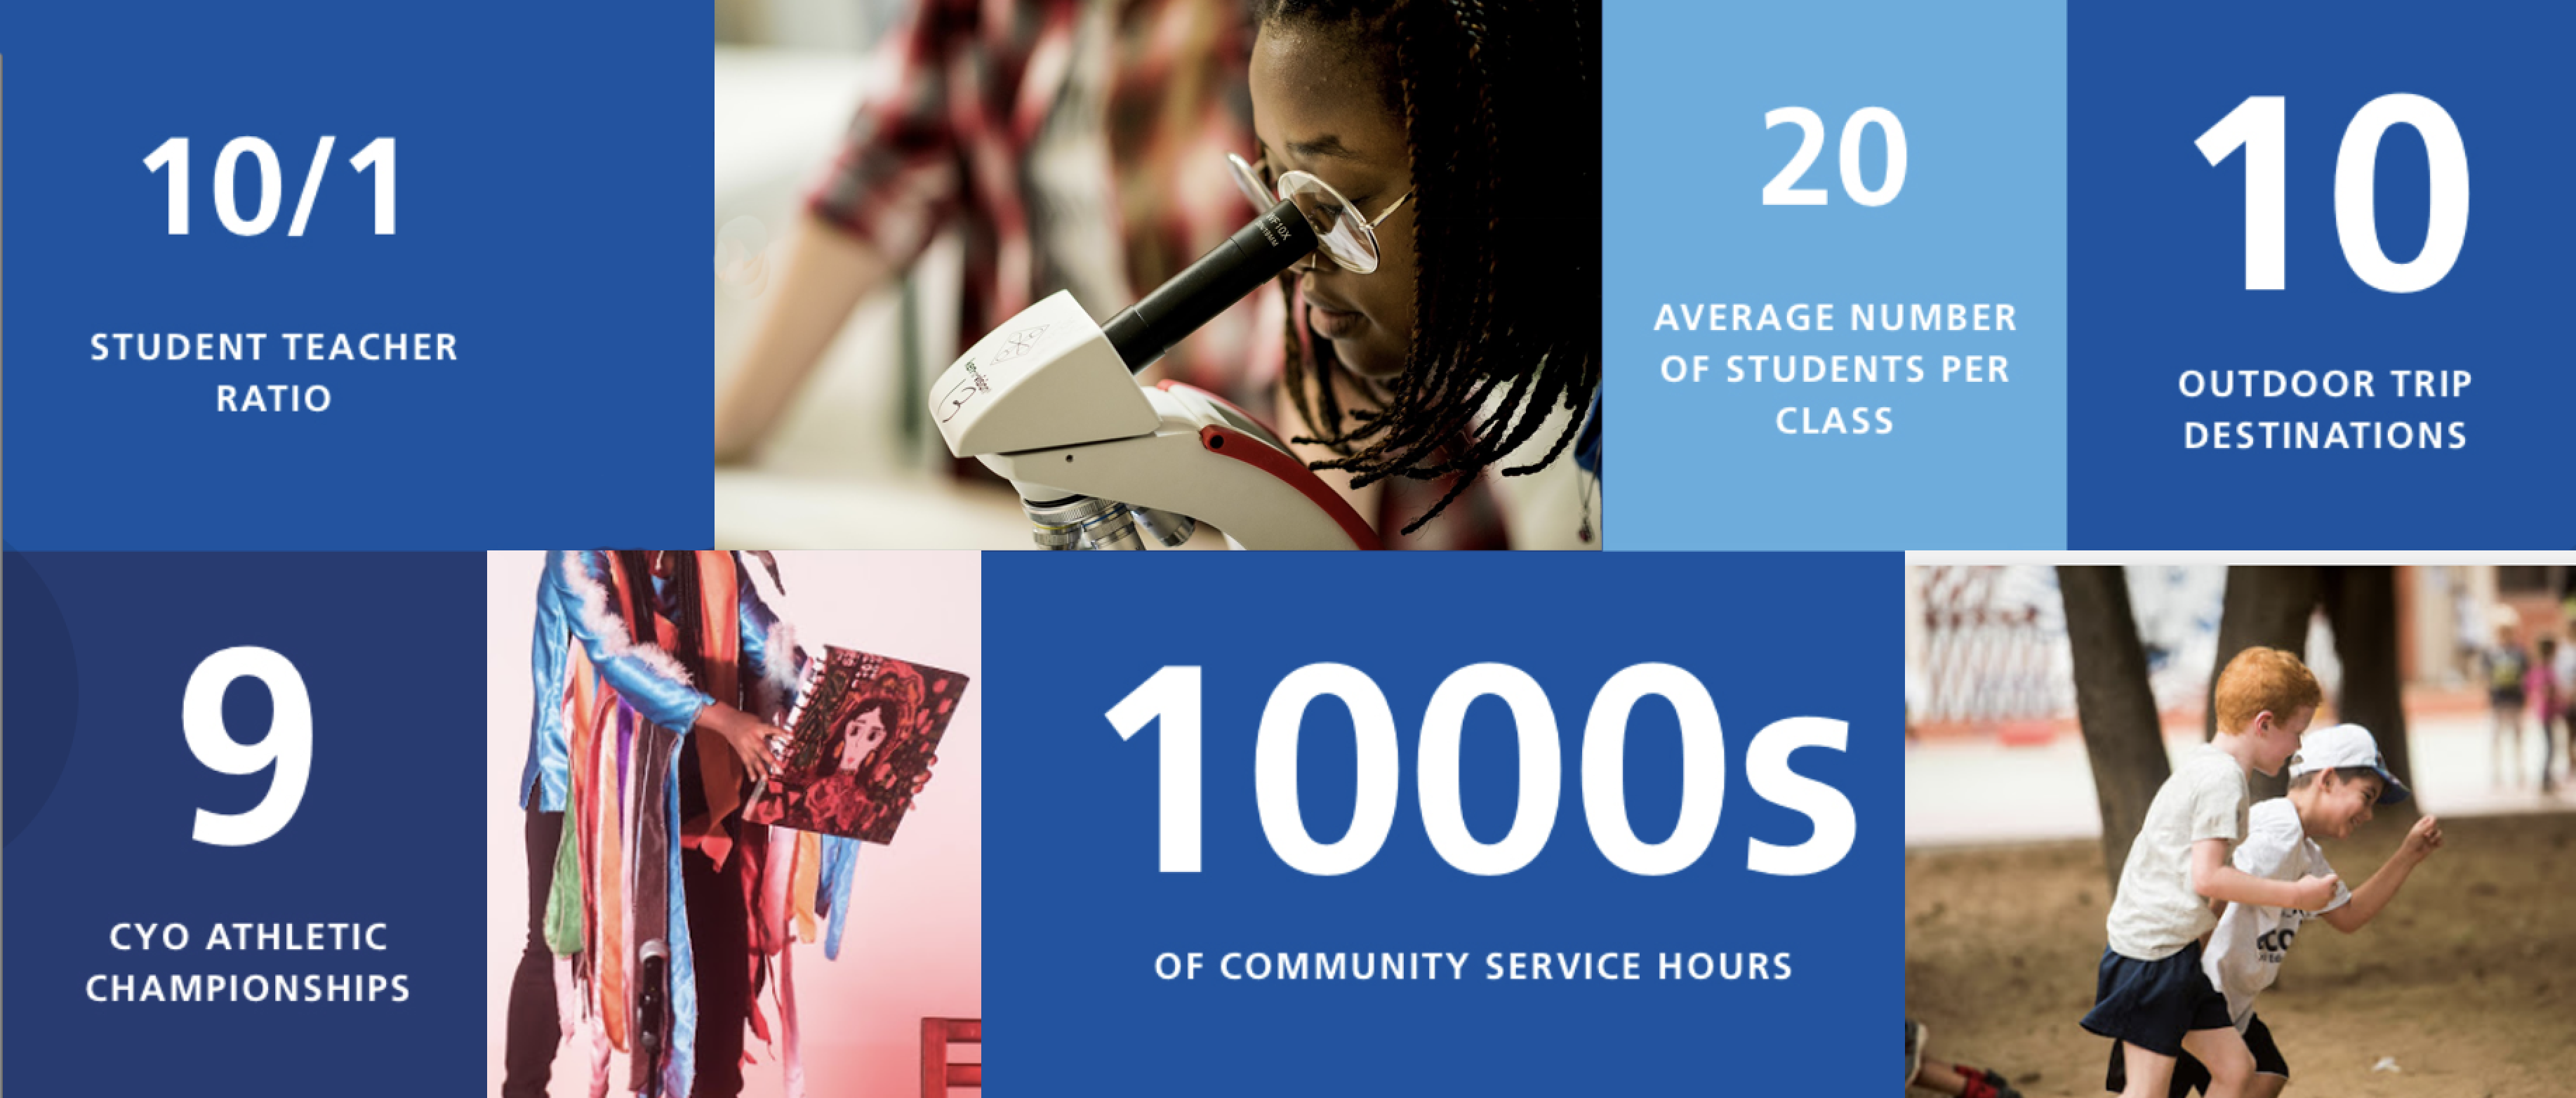 10/1
STUDENT TEACHER
RATIO
WF10X
20
AVERAGE NUMBER
OF STUDENTS PER
CLASS
10
OUTDOOR TRIP
DESTINATIONS
9
CYO ATHLETIC
CHAMPIONSHIPS
1000s
OF COMMUNITY SERVICE HOURS